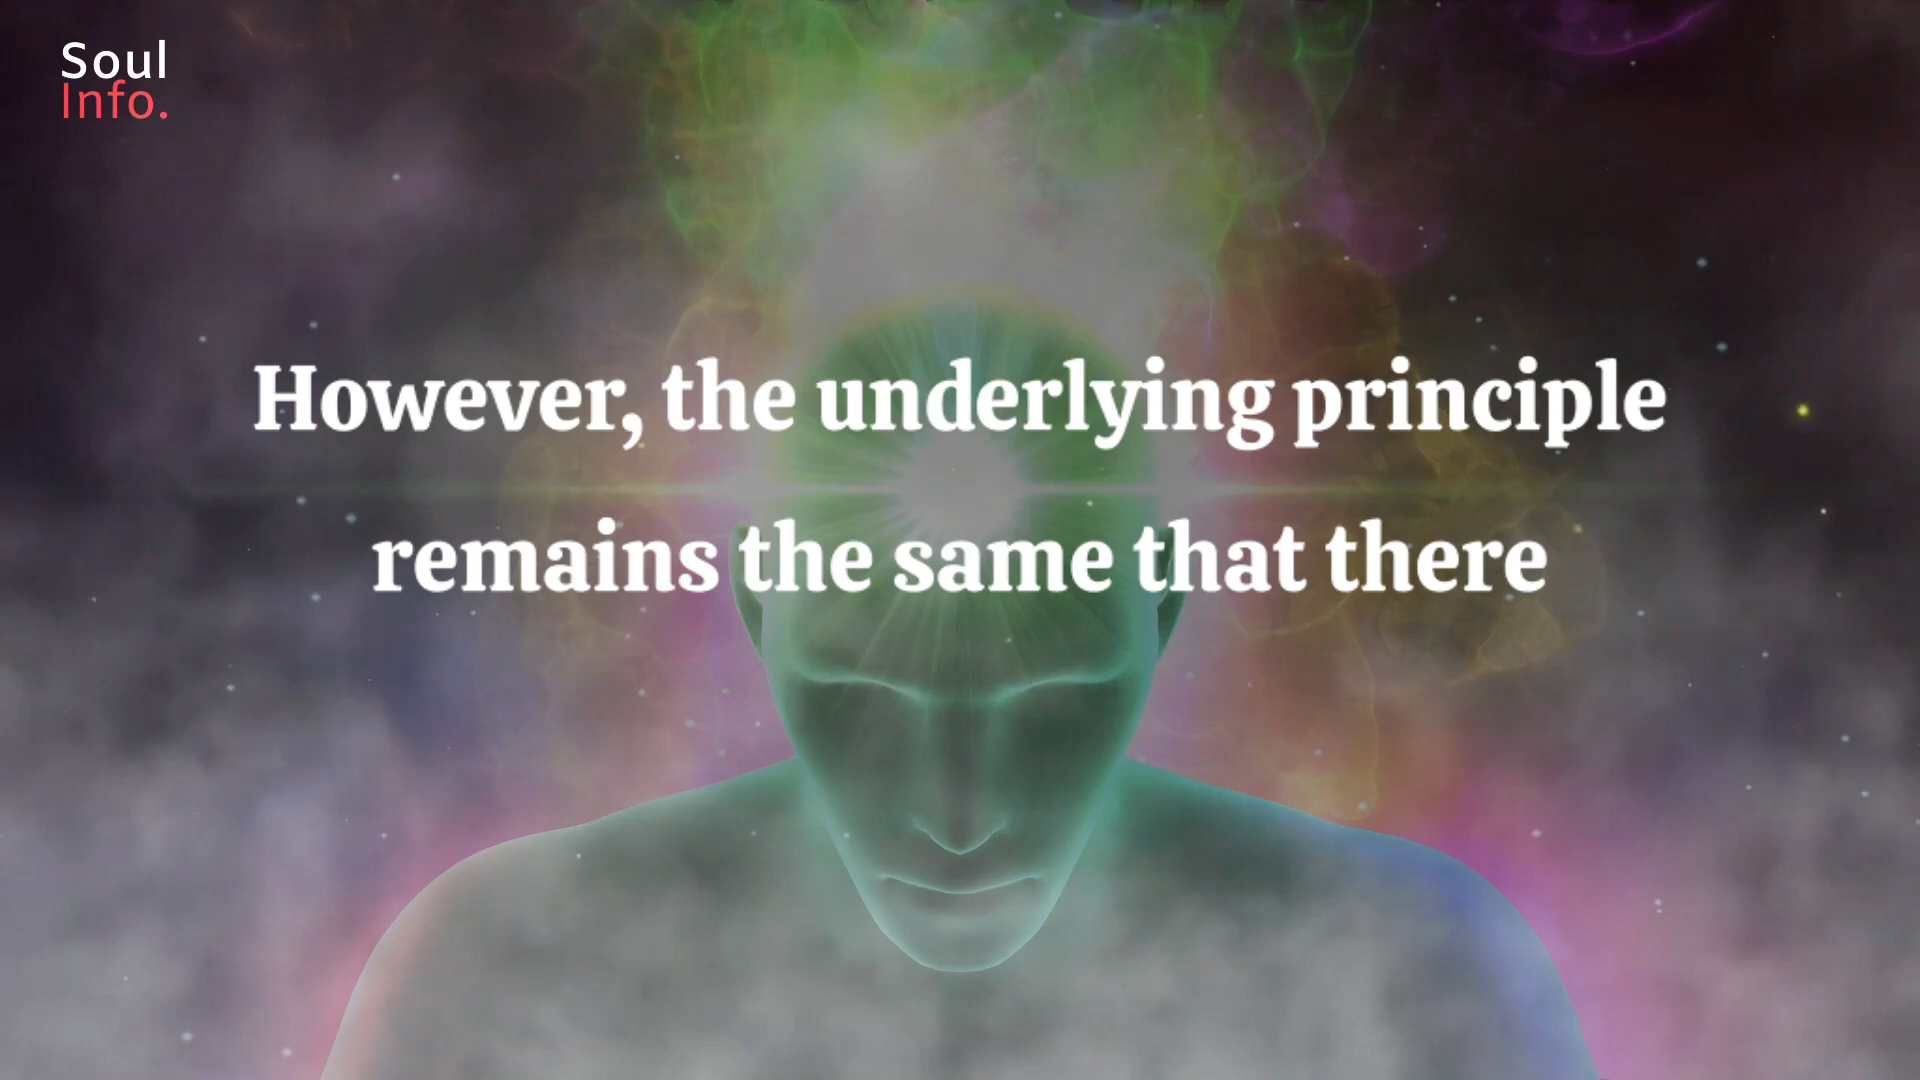 Soul
Info.
However, the underlying principle
remains the same that there